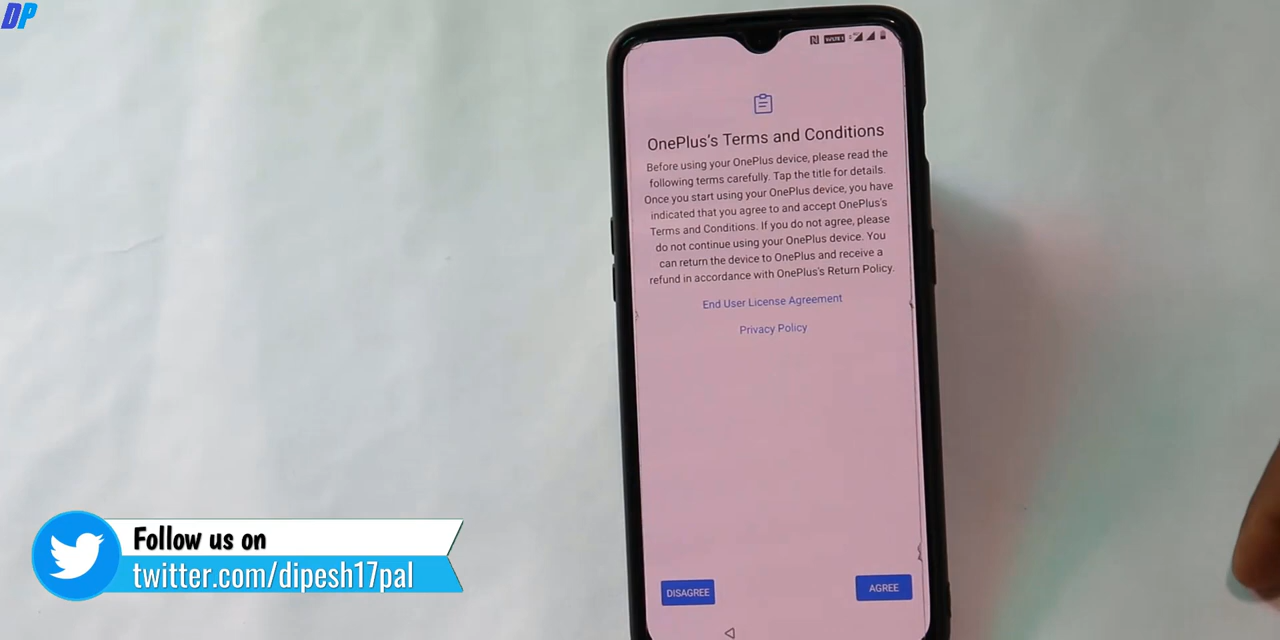 DP
OnePlus's Terms and Conditions
Before using your OnePlus device, please read the
following terms carefully. Tap the title for details.
Once you start using your OnePlus device, you have
indicated that you agree to and accept OnePlus's
Terms and Conditions. If you do not agree, please
do not continue using your OnePlus device. You
can return the device to OnePlus and receive a
refund in accordance with OnePlus's Return Policy.
End User License Agreement
Privacy Policy
DISAGREE
AGREE
Follow us on
twitter.com/dipesh17pal